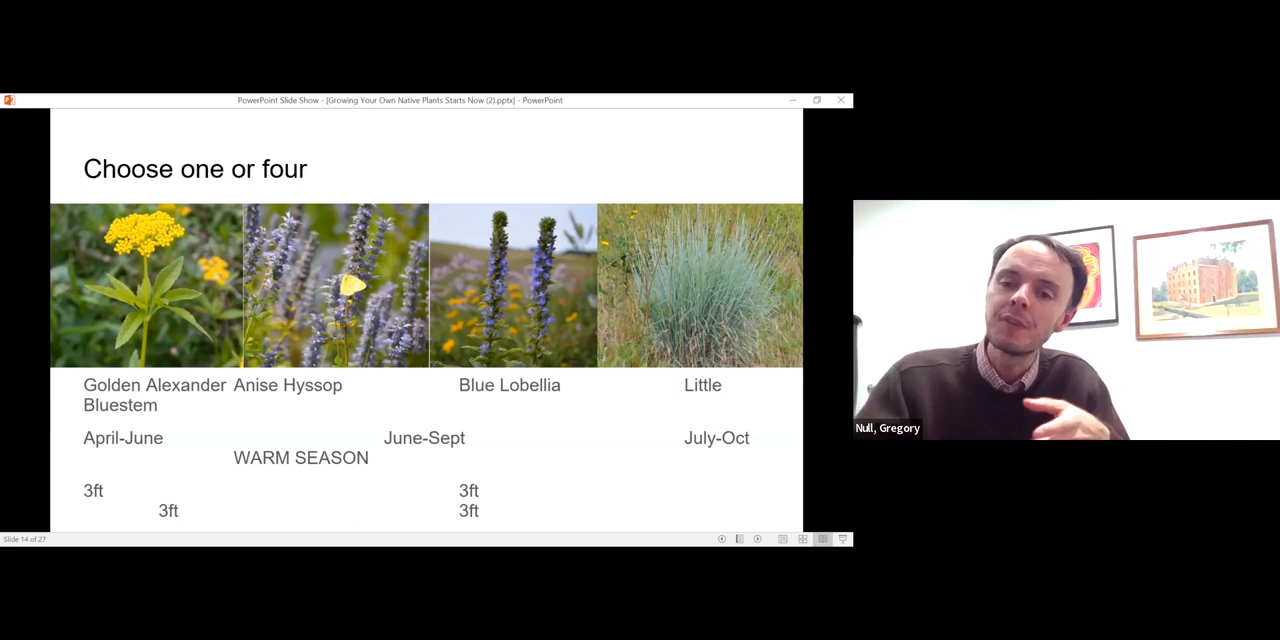 PowerPoint Slide Show - [Growing Your Own Native Plants Starts Now (2).pptx] - PowerPoint
Choose one or four
Golden Alexander Anise Hyssop Blue Lobellia Little
Bluestem
April-June June-Sept July-Oct
WARM SEASON
3ft 3ft
3ft 3ft
Slide 14 of 27
Null, Gregory